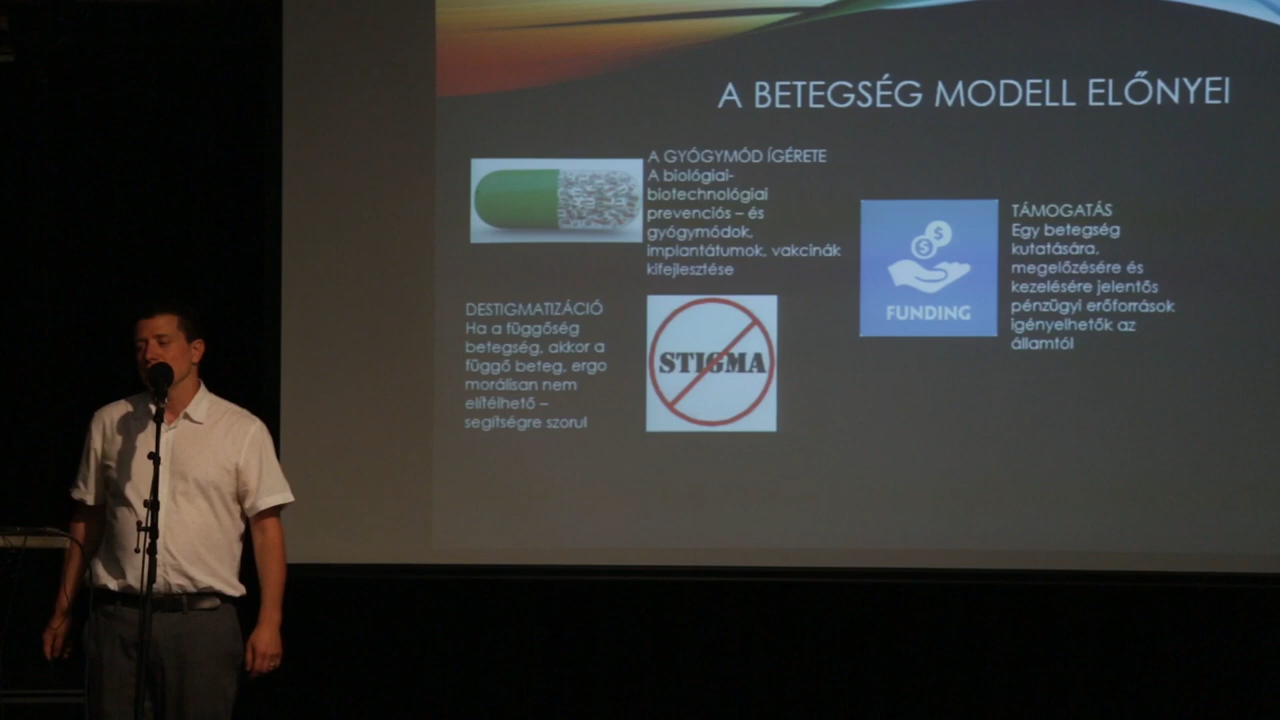 A BETEGSÉG MODELL ELŐNYEI
A GYÓGYMÓD ÍGÉRETE
A biológiai-
biotechnológiai
prevenciós – és
gyógymódok,
implantátumok, vakcinák
kifejlesztése
DESTIGMATIZÁCIÓ
Ha a függőség
betegség, akkor a
függő beteg, ergo
morálisan nem
elítélhető –
segítségre szorul
STIGMA
FUNDING
TÁMOGATÁS
Egy betegség
kutatására,
megelőzésére és
kezelésére jelentős
pénzügyi erőforrások
igényelhetők az
államtól